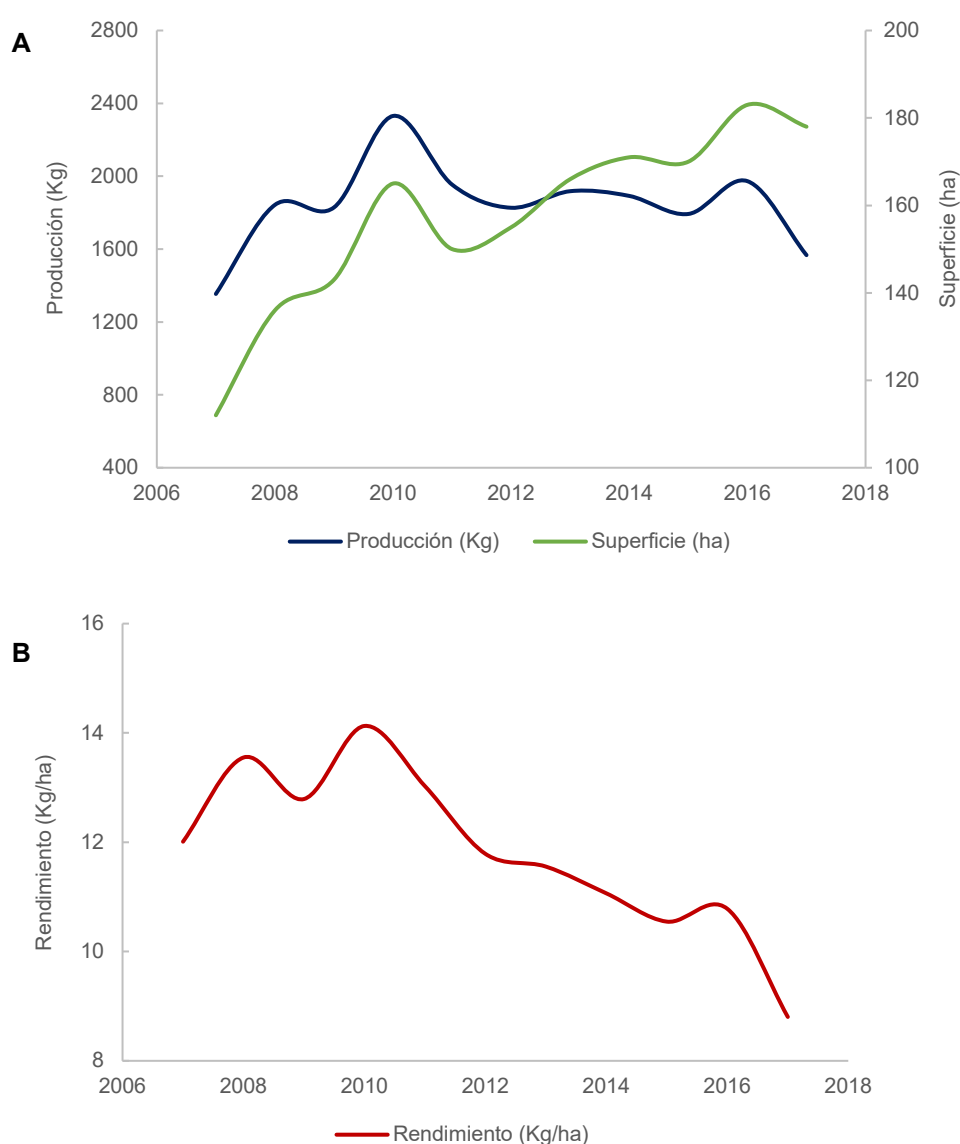 A
2800
2400
2000
1600
1200
800
400
Producción (Kg)
200
180
160
140
120
100
Superficie (ha)
2006 2008 2010 2012 2014 2016 2018
Producción (Kg) Superficie (ha)
B
16
14
12
10
8
Rendimiento (Kg/ha)
2006 2008 2010 2012 2014 2016 2018
Rendimiento (Kg/ha)